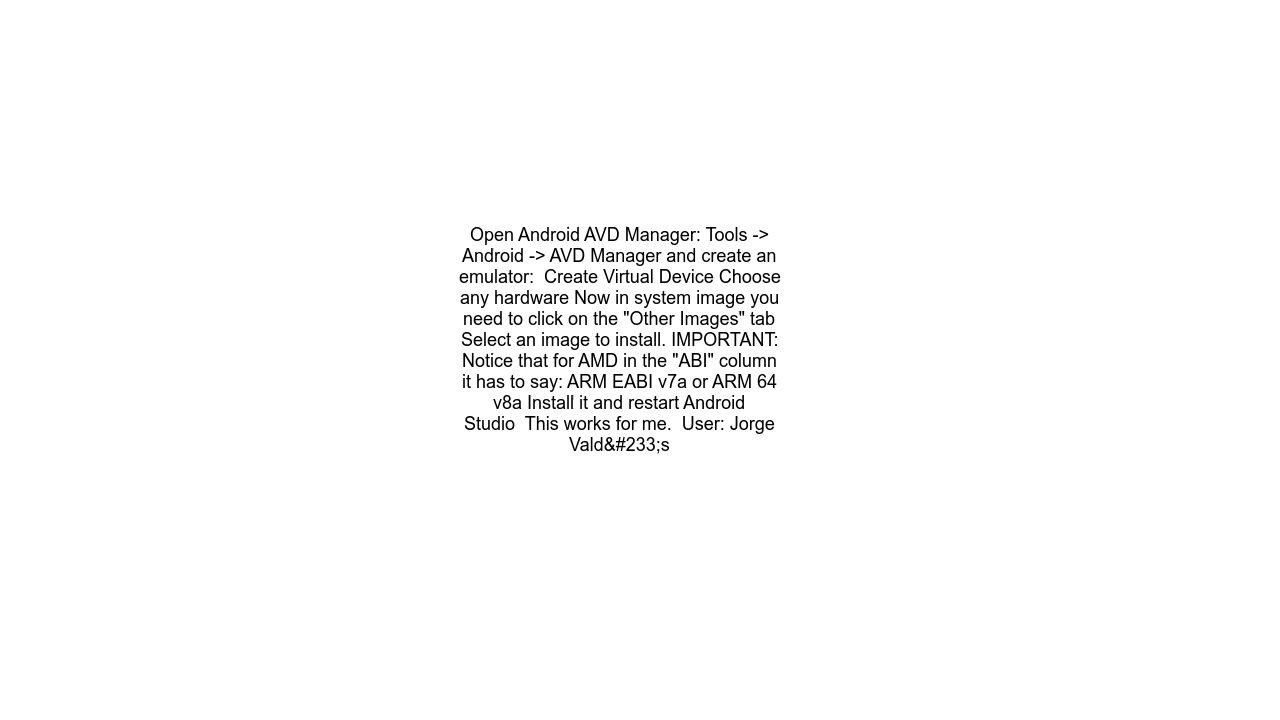 Open Android AVD Manager: Tools ->
Android -> AVD Manager and create an
emulator:  Create Virtual Device Choose
any hardware Now in system image you
need to click on the "Other Images" tab
Select an image to install. IMPORTANT:
Notice that for AMD in the "ABI" column
it has to say: ARM EABI v7a or ARM 64
v8a Install it and restart Android
Studio  This works for me.  User: Jorge
Vald&#233;s